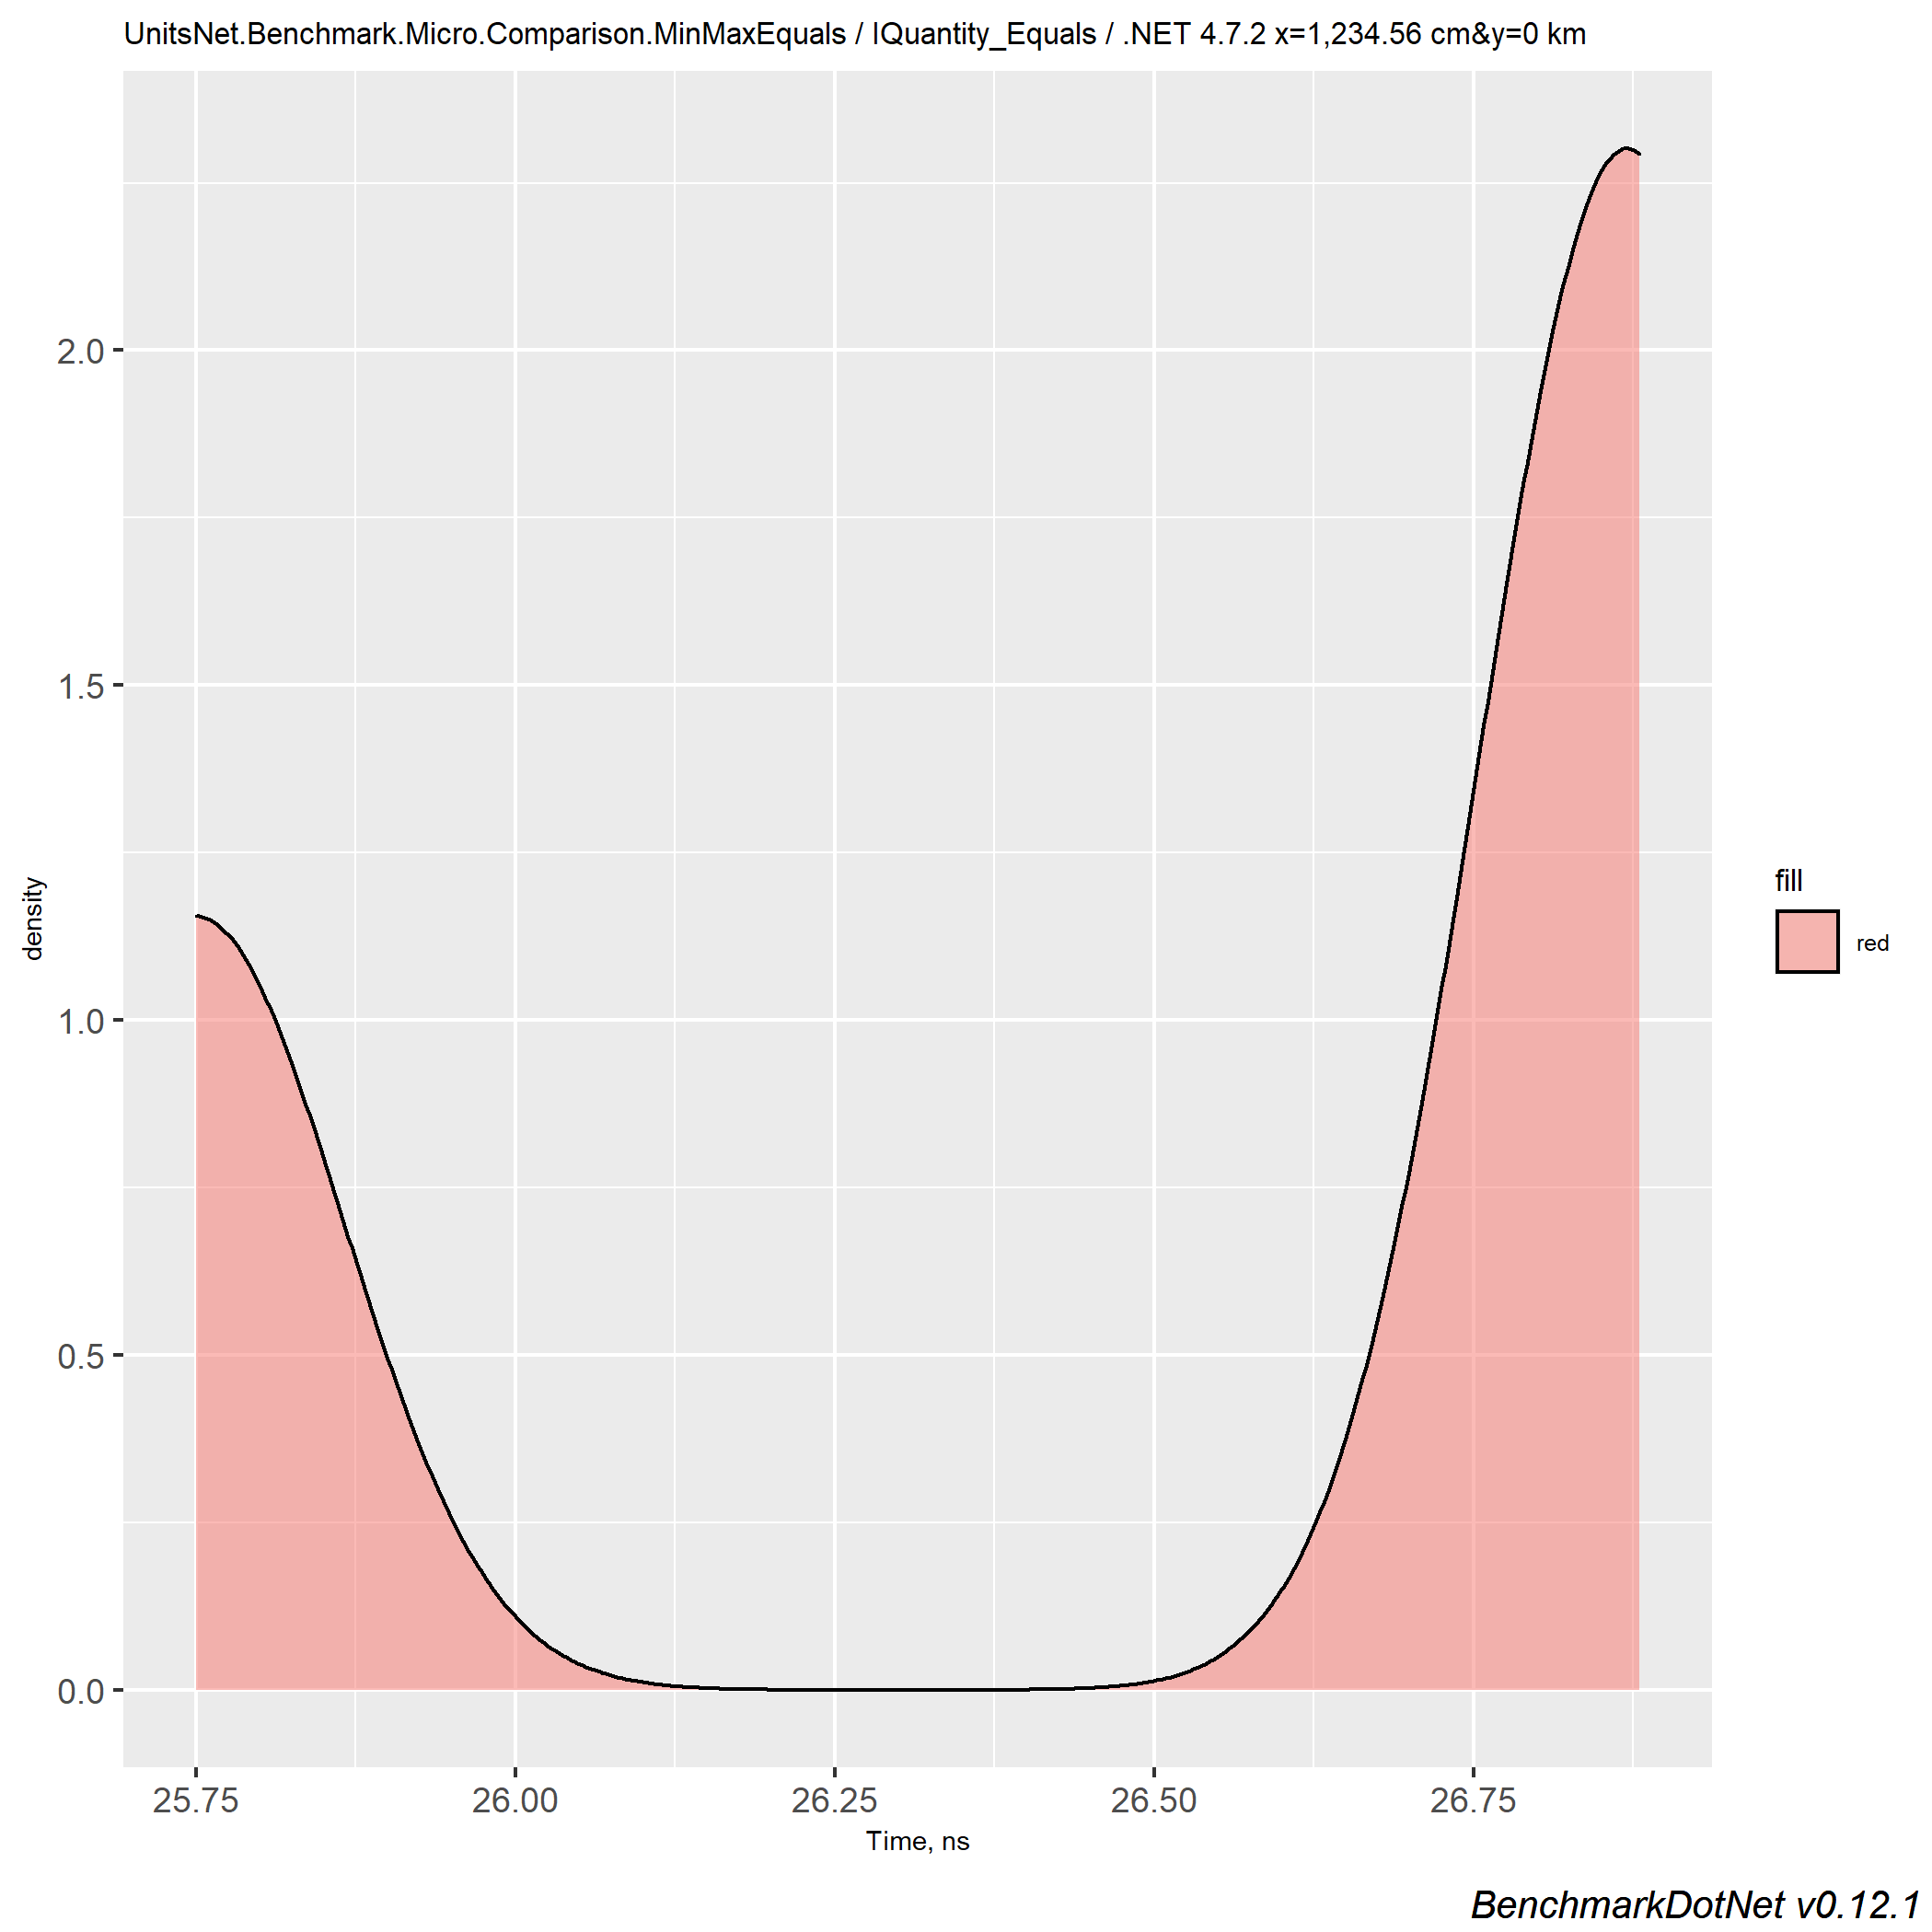 UnitsNet.Benchmark.Micro.Comparison.MinMaxEquals / IQuantity_Equals / .NET 4.7.2 x=1,234.56 cm&y=0 km
2.0
1.5
1.0
0.5
0.0
density
25.75 26.00 26.25 26.50 26.75
Time, ns
fill
red
BenchmarkDotNet v0.12.1